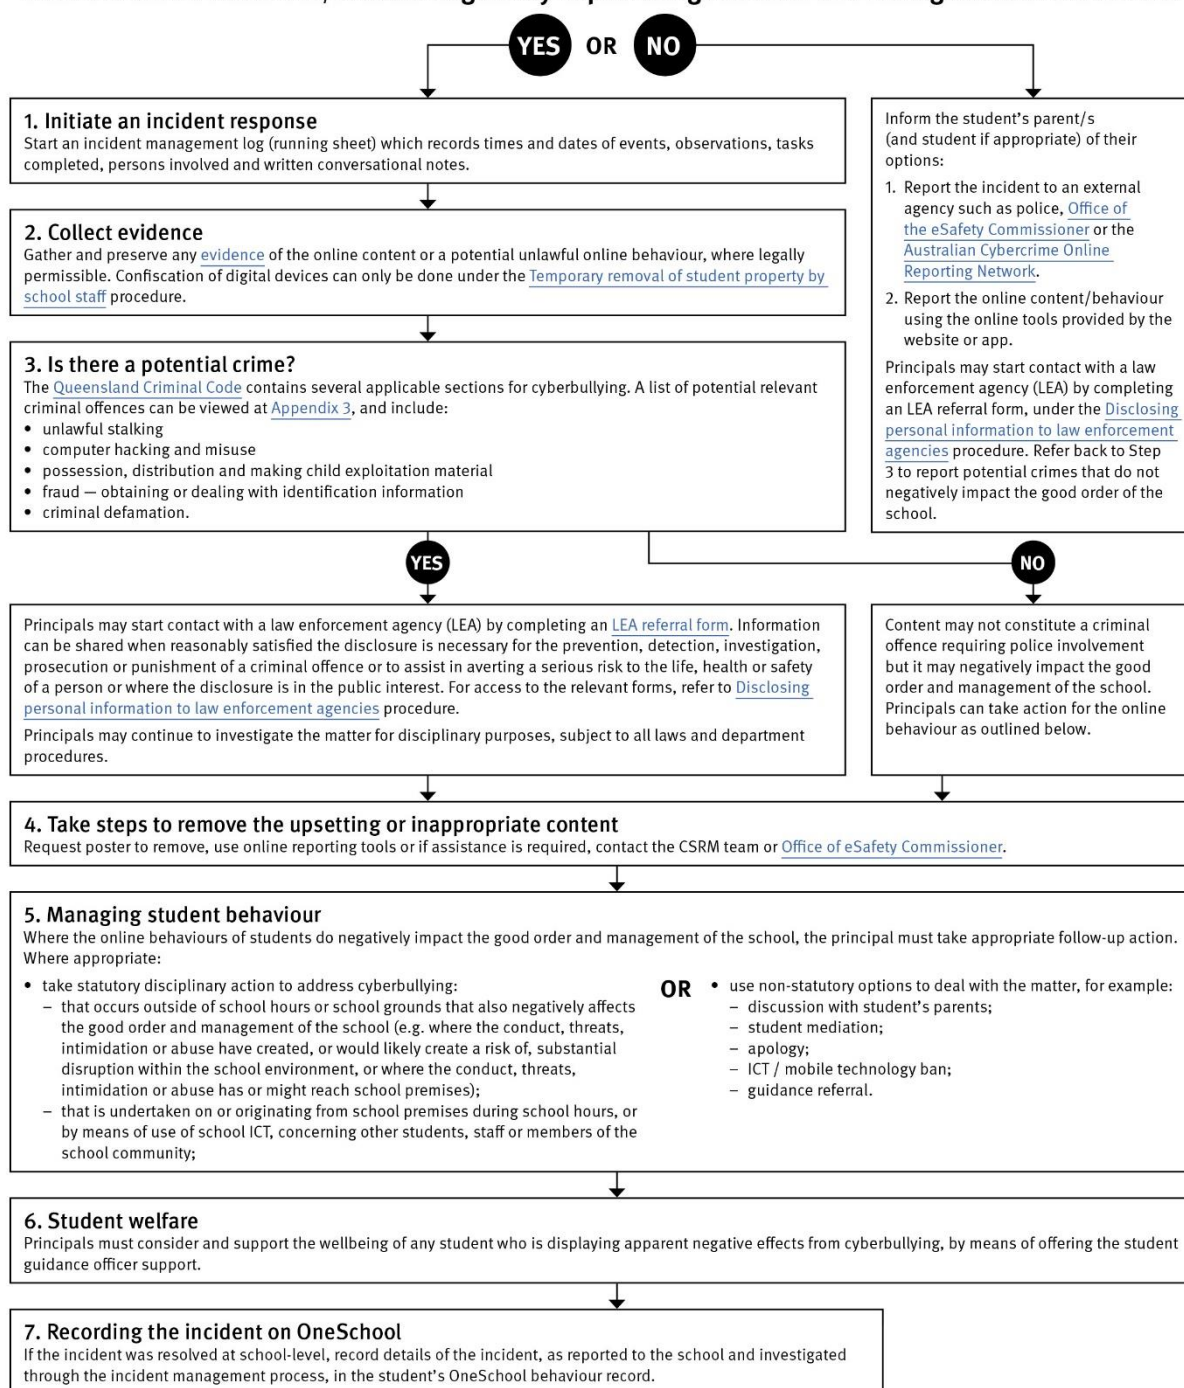 YES OR NO
1. Initiate an incident response
Start an incident management log (running sheet) which records times and dates of events, observations, tasks
completed, persons involved and written conversational notes.
2. Collect evidence
Gather and preserve any evidence of the online content or a potential unlawful online behaviour, where legally
permissible. Confiscation of digital devices can only be done under the Temporary removal of student property by
school staff procedure.
3. Is there a potential crime?
The Queensland Criminal Code contains several applicable sections for cyberbullying. A list of potential relevant
criminal offences can be viewed at Appendix 3, and include:
• unlawful stalking
• computer hacking and misuse
• possession, distribution and making child exploitation material
• fraud — obtaining or dealing with identification information
• criminal defamation.
Inform the student's parent/s
(and student if appropriate) of their
options:
1. Report the incident to an external
agency such as police, Office of
the eSafety Commissioner or the
Australian Cybercrime Online
Reporting Network.
2. Report the online content/behaviour
using the online tools provided by the
website or app.
Principals may start contact with a law
enforcement agency (LEA) by completing
an LEA referral form, under the Disclosing
personal information to law enforcement
agencies procedure. Refer back to Step
3 to report potential crimes that do not
negatively impact the good order of the
school.
YES
NO
Principals may start contact with a law enforcement agency (LEA) by completing an LEA referral form. Information
can be shared when reasonably satisfied the disclosure is necessary for the prevention, detection, investigation,
prosecution or punishment of a criminal offence or to assist in averting a serious risk to the life, health or safety
of a person or where the disclosure is in the public interest. For access to the relevant forms, refer to Disclosing
personal information to law enforcement agencies procedure.
Principals may continue to investigate the matter for disciplinary purposes, subject to all laws and department
procedures.
Content may not constitute a criminal
offence requiring police involvement
but it may negatively impact the good
order and management of the school.
Principals can take action for the online
behaviour as outlined below.
4. Take steps to remove the upsetting or inappropriate content
Request poster to remove, use online reporting tools or if assistance is required, contact the CSRM team or Office of eSafety Commissioner.
5. Managing student behaviour
Where the online behaviours of students do negatively impact the good order and management of the school, the principal must take appropriate follow-up action.
Where appropriate:
• take statutory disciplinary action to address cyberbullying:
– that occurs outside of school hours or school grounds that also negatively affects
the good order and management of the school (e.g. where the conduct, threats,
intimidation or abuse have created, or would likely create a risk of, substantial
disruption within the school environment, or where the conduct, threats,
intimidation or abuse has or might reach school premises);
– that is undertaken on or originating from school premises during school hours, or
by means of use of school ICT, concerning other students, staff or members of the
school community;
OR
• use non-statutory options to deal with the matter, for example:
– discussion with student's parents;
– student mediation;
– apology;
– ICT / mobile technology ban;
– guidance referral.
6. Student welfare
Principals must consider and support the wellbeing of any student who is displaying apparent negative effects from cyberbullying, by means of offering the student
guidance officer support.
7. Recording the incident on OneSchool
If the incident was resolved at school-level, record details of the incident, as reported to the school and investigated
through the incident management process, in the student's OneSchool behaviour record.